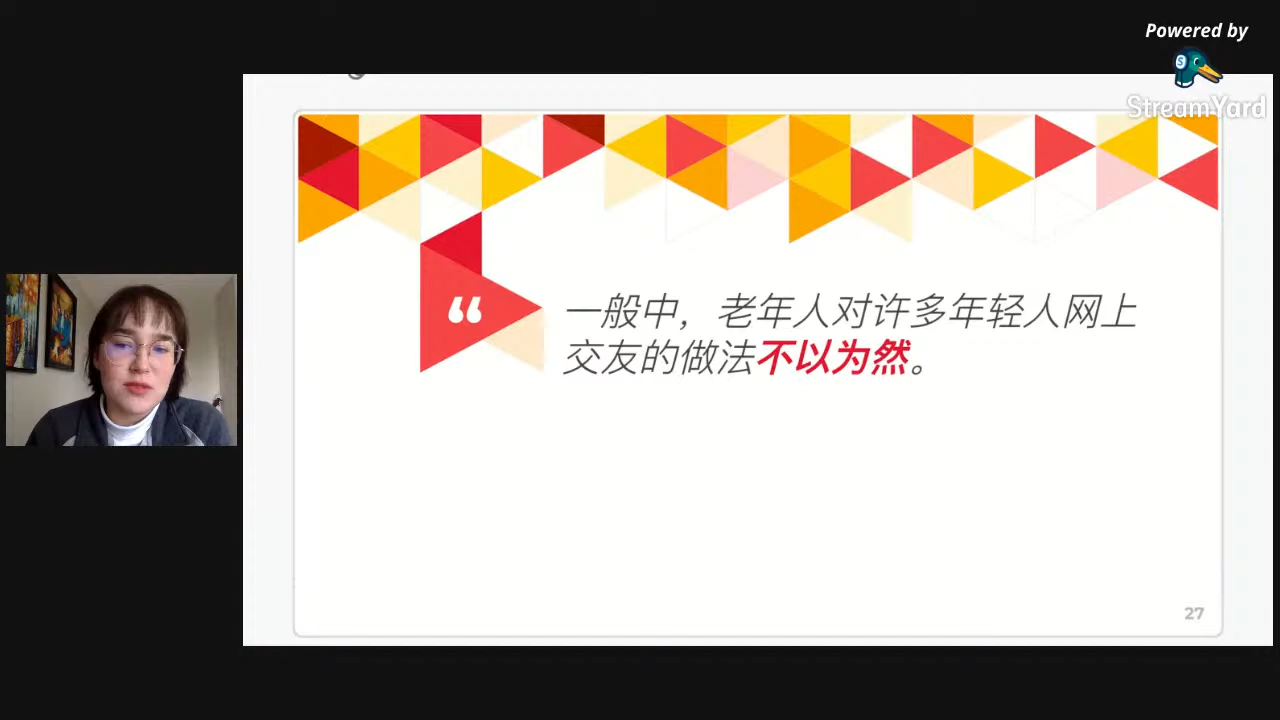 Powered by
StreamYard
“
一般中，老年人对许多年轻人网上
交友的做法不以为然。
27